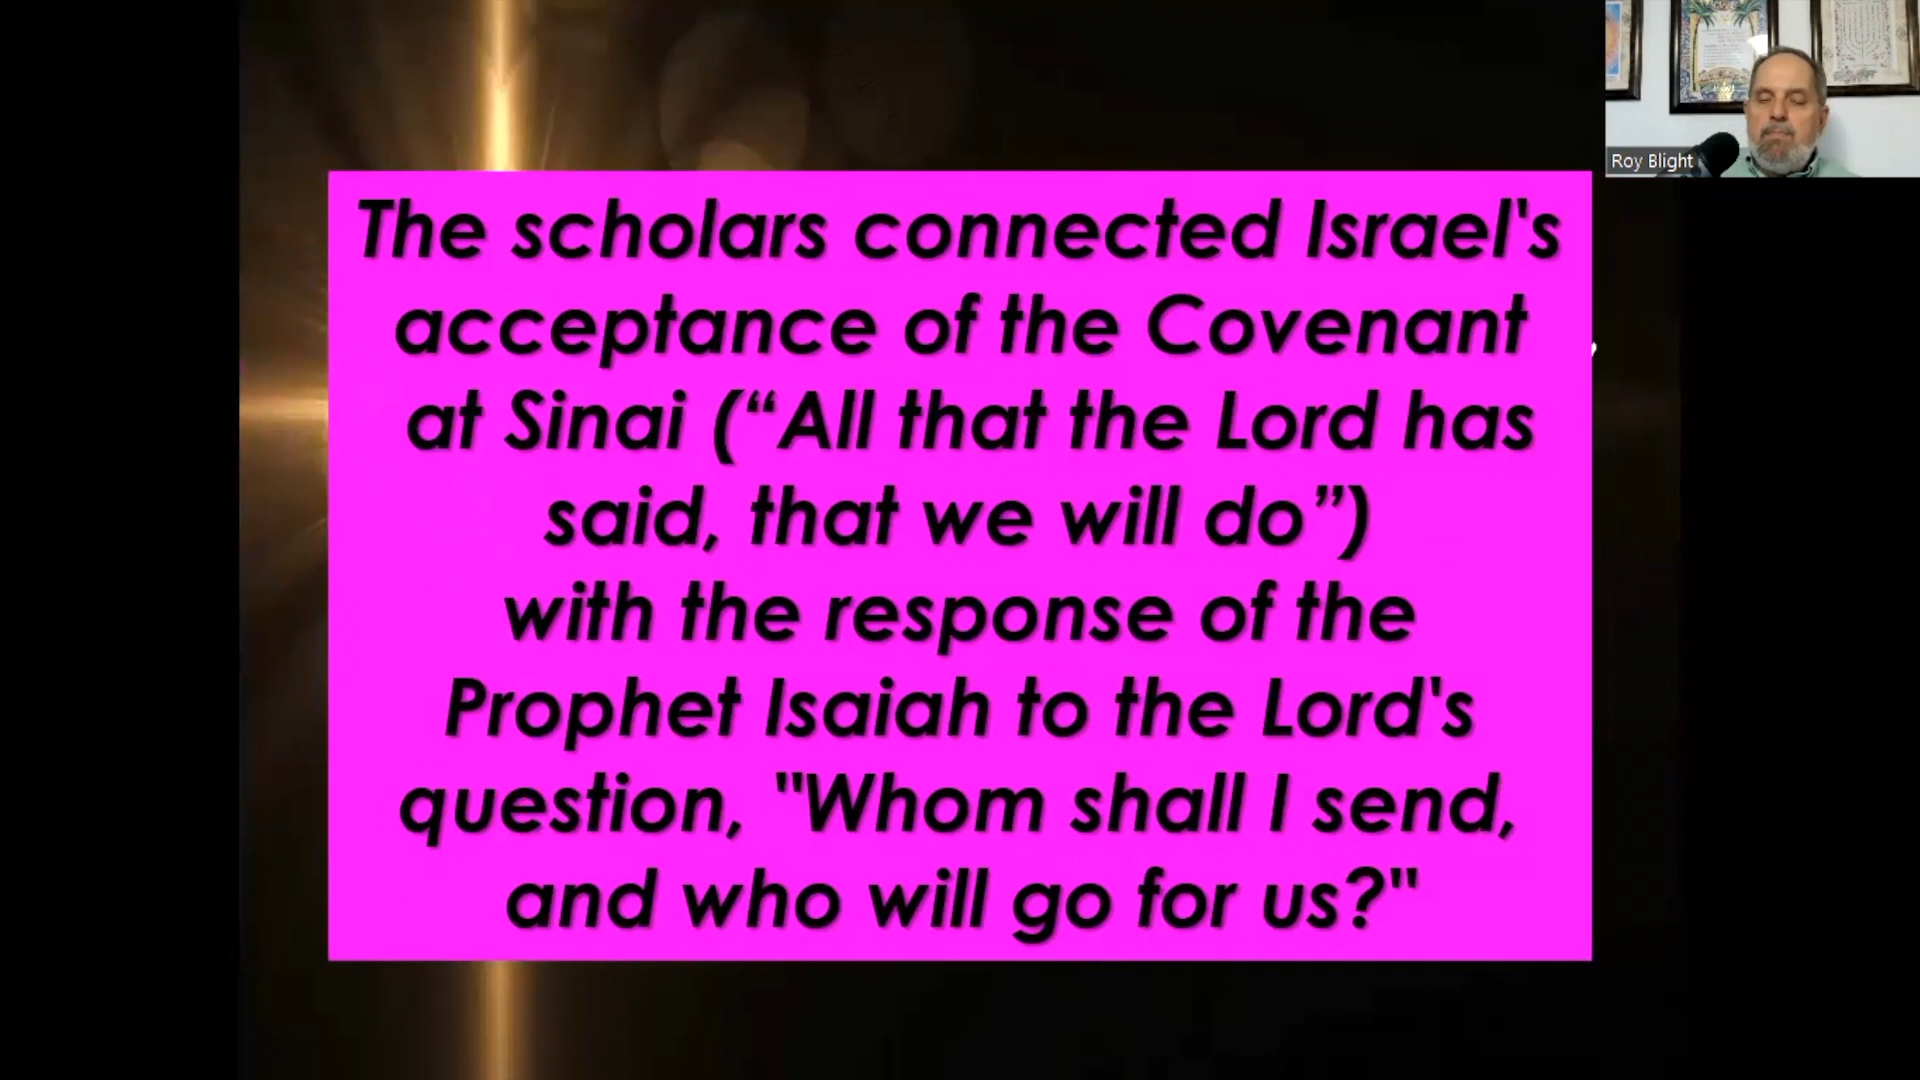 The scholars connected Israel's
acceptance of the Covenant
at Sinai (“All that the Lord has
said, that we will do”)
with the response of the
Prophet Isaiah to the Lord's
question, "Whom shall I send,
and who will go for us?"
Roy Blight